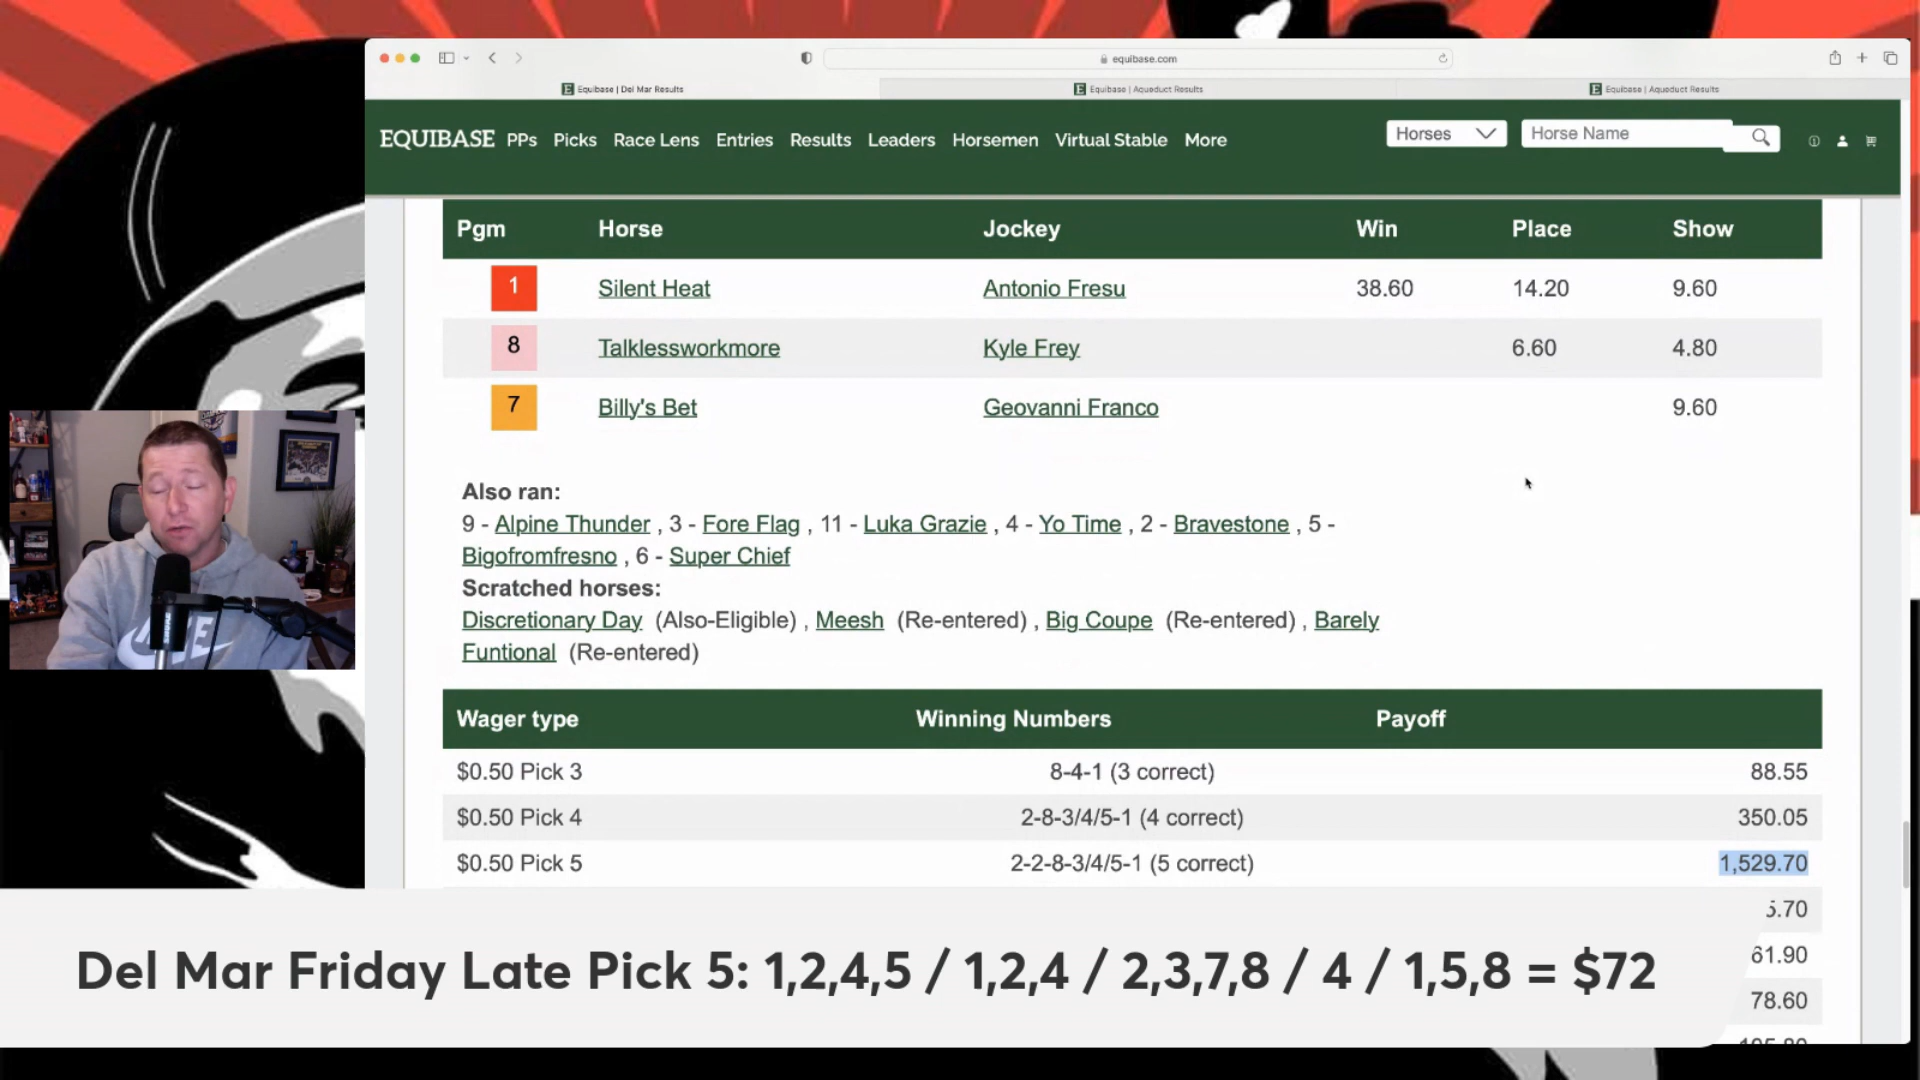 equibase.com
Equibase | Del Mar Results
Equibase | Aqueduct Results
Equibase | Aqueduct Results
EQUIBASE PPs Picks Race Lens Entries Results Leaders Horsemen Virtual Stable More Horses Horse Name
Pgm Horse Jockey Win Place Show
1 Silent Heat Antonio Fresu 38.60 14.20 9.60
8 Talklessworkmore Kyle Frey 6.60 4.80
7 Billy's Bet Geovanni Franco 9.60
Also ran:
9 - Alpine Thunder , 3 - Fore Flag , 11 - Luka Grazie , 4 - Yo Time , 2 - Bravestone , 5 -
Bigofromfresno , 6 - Super Chief
Scratched horses:
Discretionary Day (Also-Eligible) , Meesh (Re-entered) , Big Coupe (Re-entered) , Barely
Funtional (Re-entered)
Wager type Winning Numbers Payoff
$0.50 Pick 3 8-4-1 (3 correct) 88.55
$0.50 Pick 4 2-8-3/4/5-1 (4 correct) 350.05
$0.50 Pick 5 2-2-8-3/4/5-1 (5 correct) 1,529.70
5.70
61.90
78.60
Del Mar Friday Late Pick 5: 1,2,4,5 / 1,2,4 / 2,3,7,8 / 4 / 1,5,8 = $72